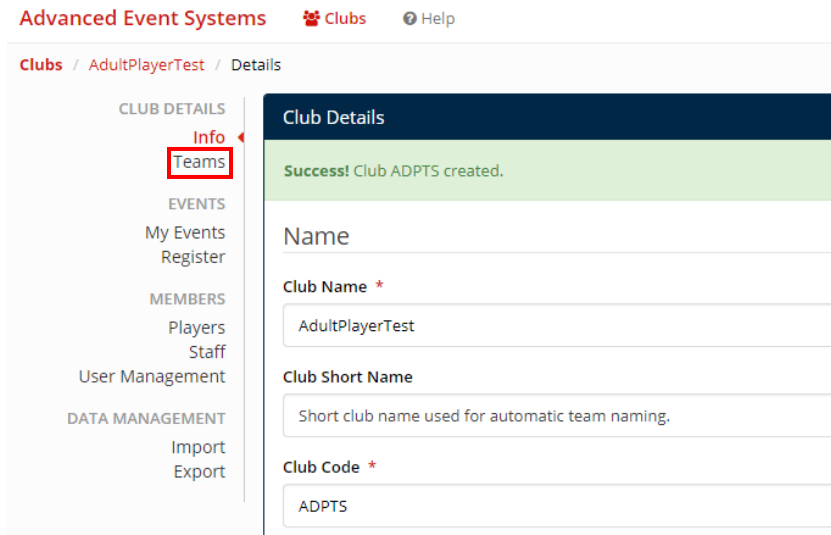 Advanced Event Systems Clubs Help
Clubs / AdultPlayerTest / Details
CLUB DETAILS
Info
Teams
EVENTS
My Events
Register
MEMBERS
Players
Staff
User Management
DATA MANAGEMENT
Import
Export
Club Details
Success! Club ADPTS created.
Name
Club Name *
AdultPlayerTest
Club Short Name
Short club name used for automatic team naming.
Club Code *
ADPTS